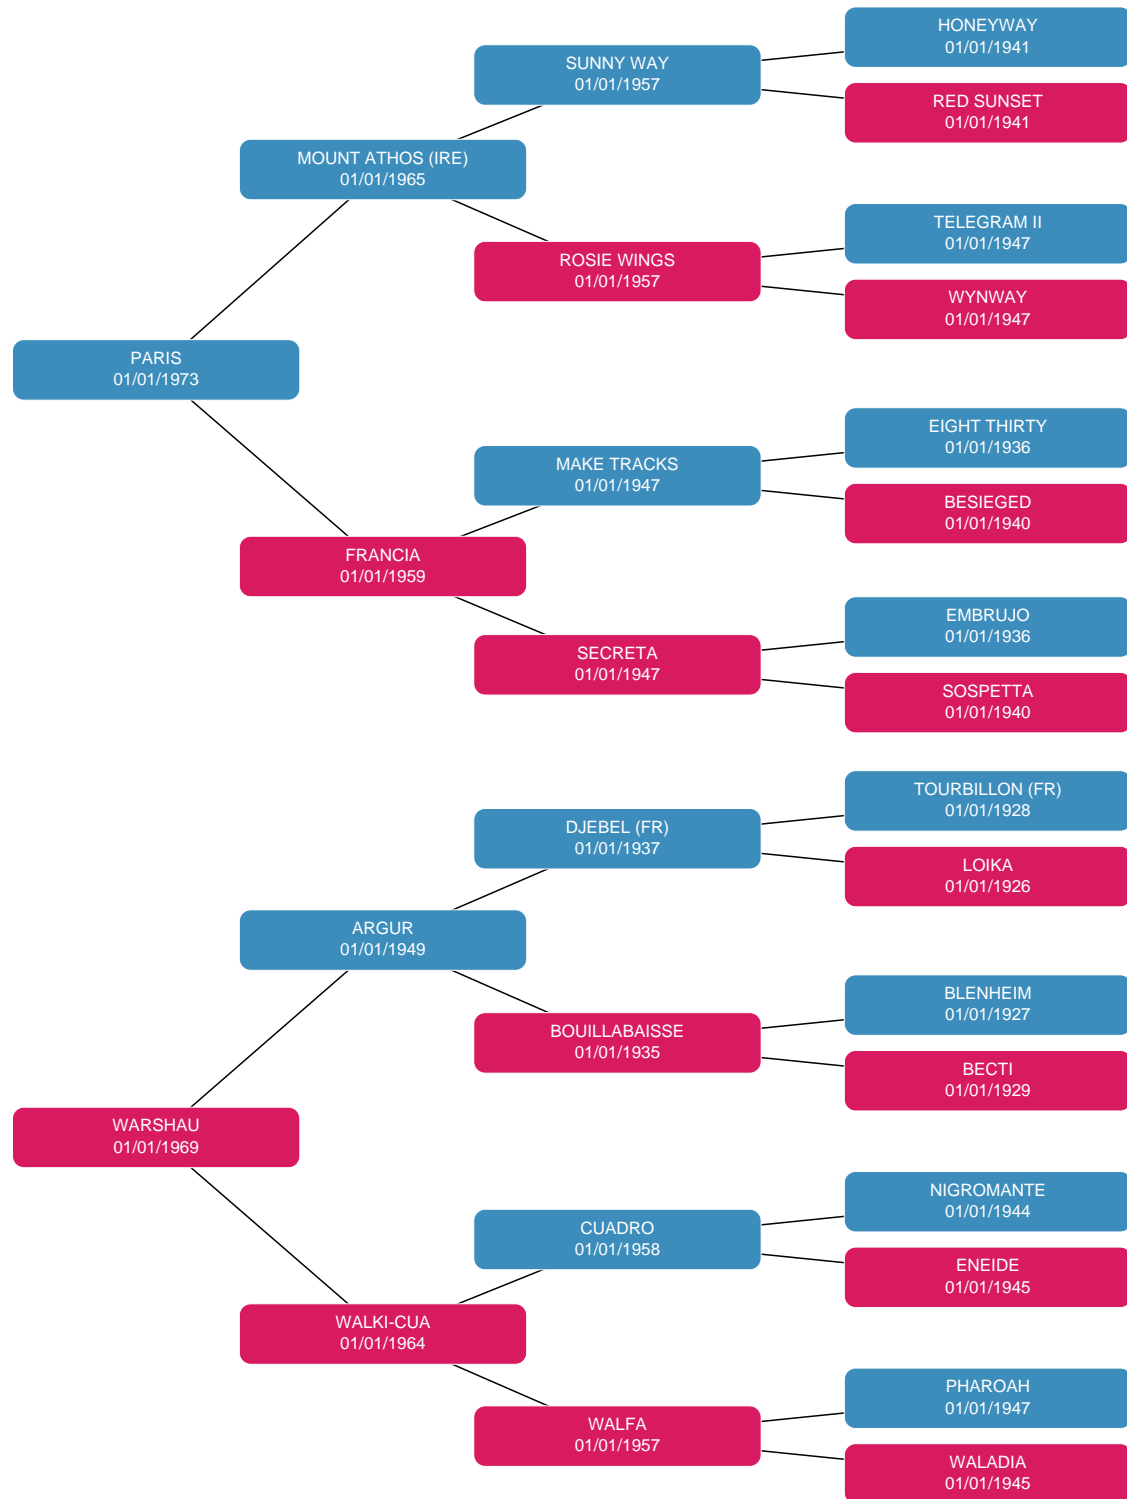 HONEYWAY
01/01/1941
SUNNY WAY
01/01/1957
RED SUNSET
01/01/1941
MOUNT ATHOS (IRE)
01/01/1965
TELEGRAM II
01/01/1947
ROSIE WINGS
01/01/1957
WYNWAY
01/01/1947
PARIS
01/01/1973
EIGHT THIRTY
01/01/1936
MAKE TRACKS
01/01/1947
BESIEGED
01/01/1940
FRANCIA
01/01/1959
EMBRUJO
01/01/1936
SECRETA
01/01/1947
SOSPETTA
01/01/1940
TOURBILLON (FR)
01/01/1928
DJEBEL (FR)
01/01/1937
LOIKA
01/01/1926
ARGUR
01/01/1949
BLENHEIM
01/01/1927
BOUILLABAISSE
01/01/1935
BECTI
01/01/1929
WARSHAU
01/01/1969
NIGROMANTE
01/01/1944
CUADRO
01/01/1958
ENEIDE
01/01/1945
WALKI-CUA
01/01/1964
PHAROAH
01/01/1947
WALFA
01/01/1957
WALADIA
01/01/1945